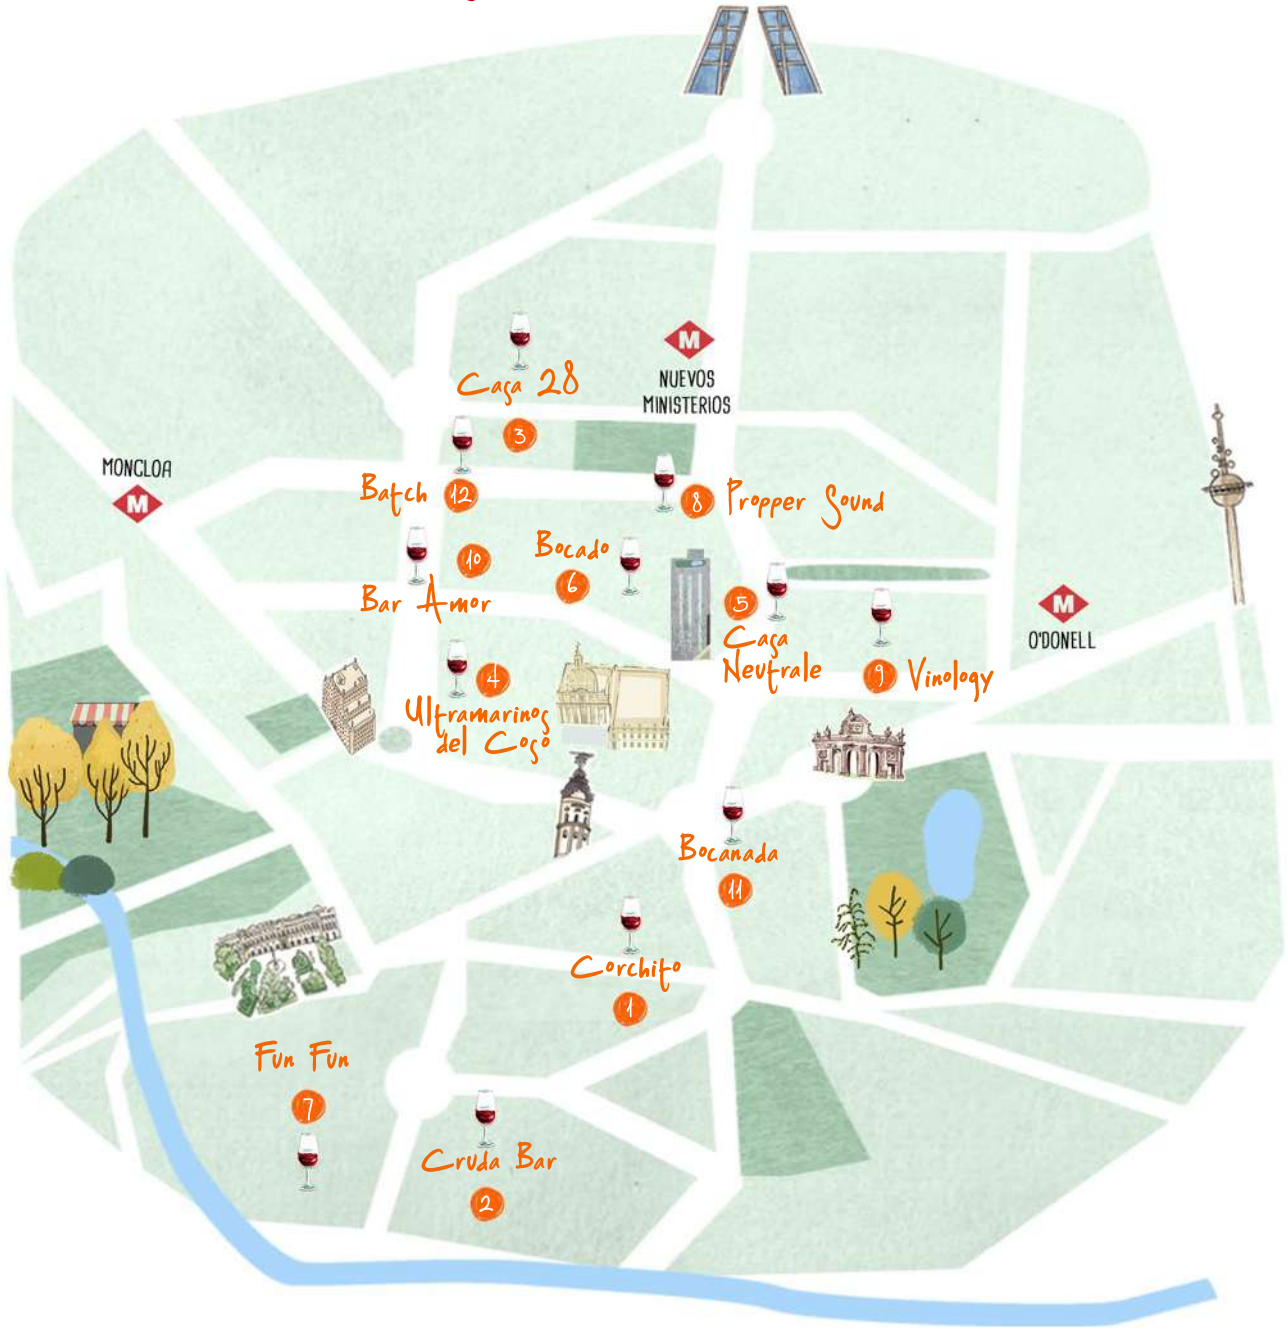 M
NUEVOS
MINISTERIOS
Casa 28
3
MONCLOA
M
Batch 12
8 Propper Sound
10
Bar Amor
Bocado
6
5
Casa
Neutrale
M
O'DONELL
9 Vinology
4
Ultramarinos
del Coso
Bocanada
11
Corchito
1
Fun Fun
7
Cruda Bar
2